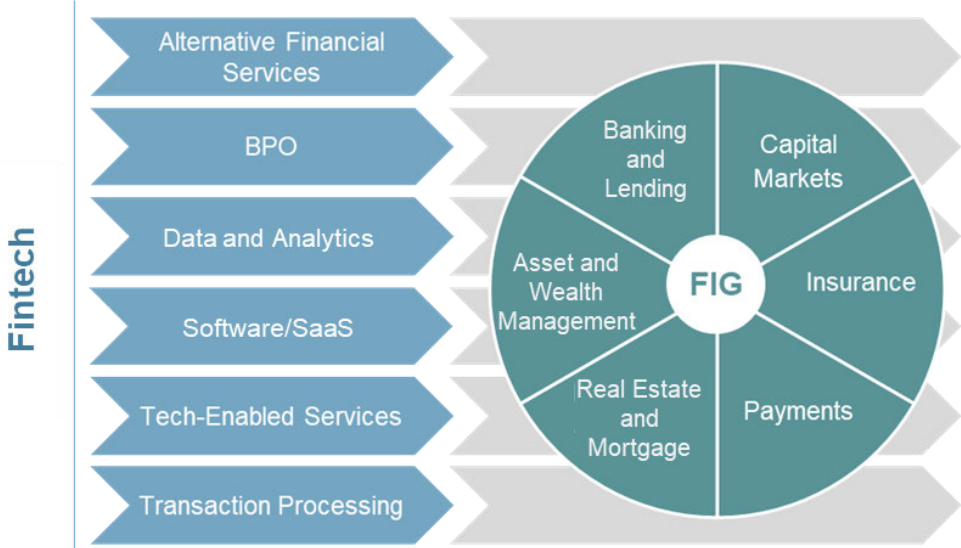 Fintech
Alternative Financial
Services
BPO
Data and Analytics
Software/SaaS
Tech-Enabled Services
Transaction Processing
Banking
and
Lending
Capital
Markets
Asset and
Wealth
Management
FIG
Insurance
Real Estate
and
Mortgage
Payments